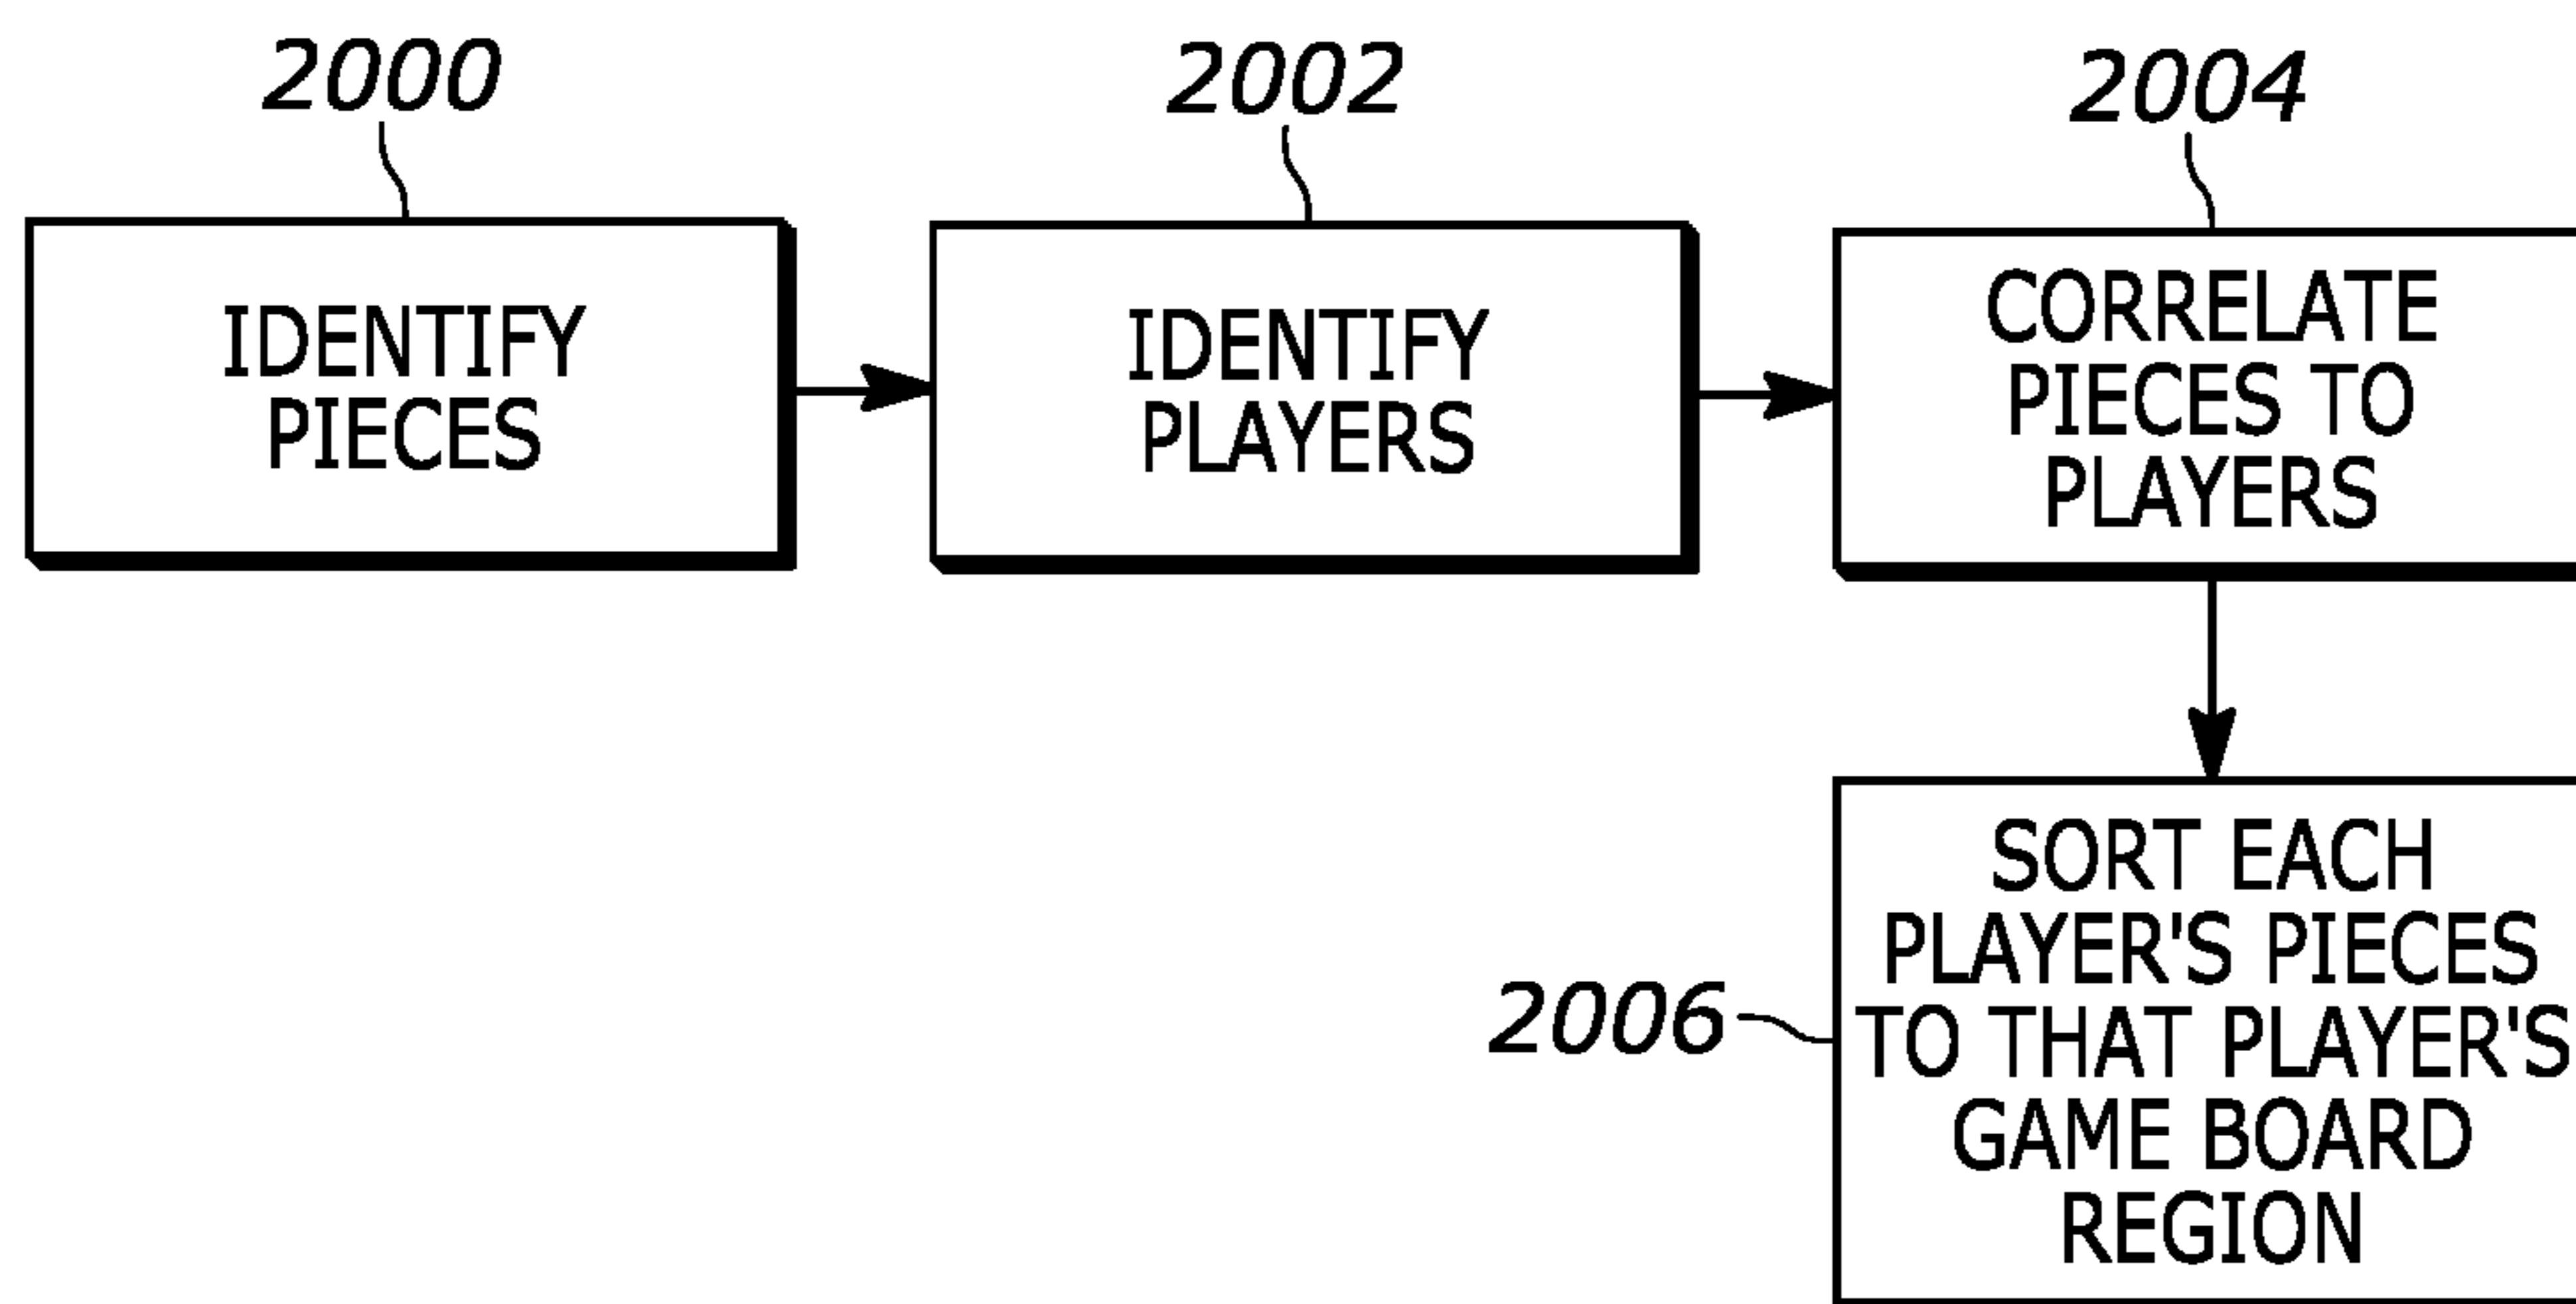 2000
IDENTIFY
PIECES
2002
IDENTIFY
PLAYERS
2004
CORRELATE
PIECES TO
PLAYERS
2006
SORT EACH
PLAYER'S PIECES
TO THAT PLAYER'S
GAME BOARD
REGION